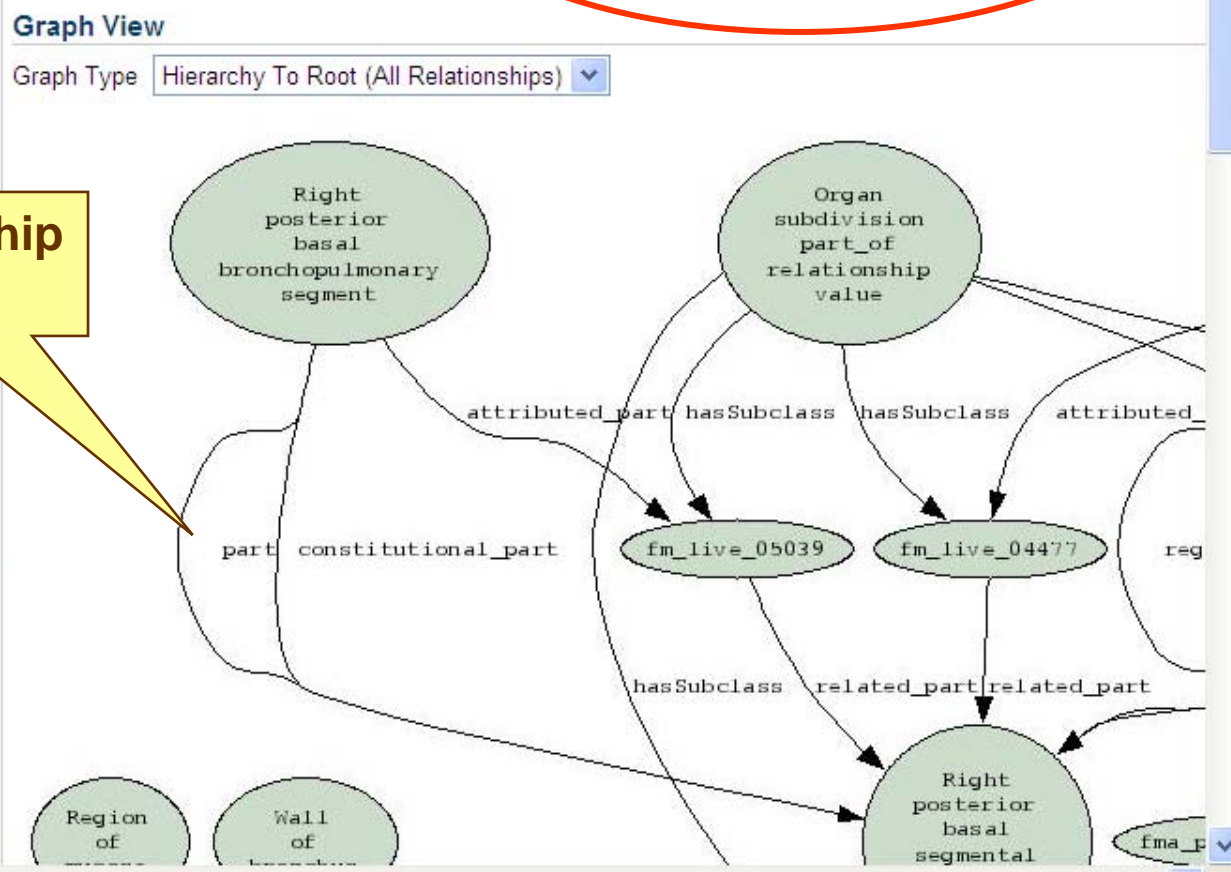 Graph View
Graph Type Hierarchy To Root (All Relationships)
hip
Right
posterior
basal
bronchopulmonary
segment
Organ
subdivision
part_of
relationship
value
attributed_part hasSubclass hasSubclass attributed_
part constitutional_part fm_live_05039 fm_live_04477 reg
hasSubclass related_part related_part
Region
of
Wall
of
Right
posterior
basal
segmental
fma_p